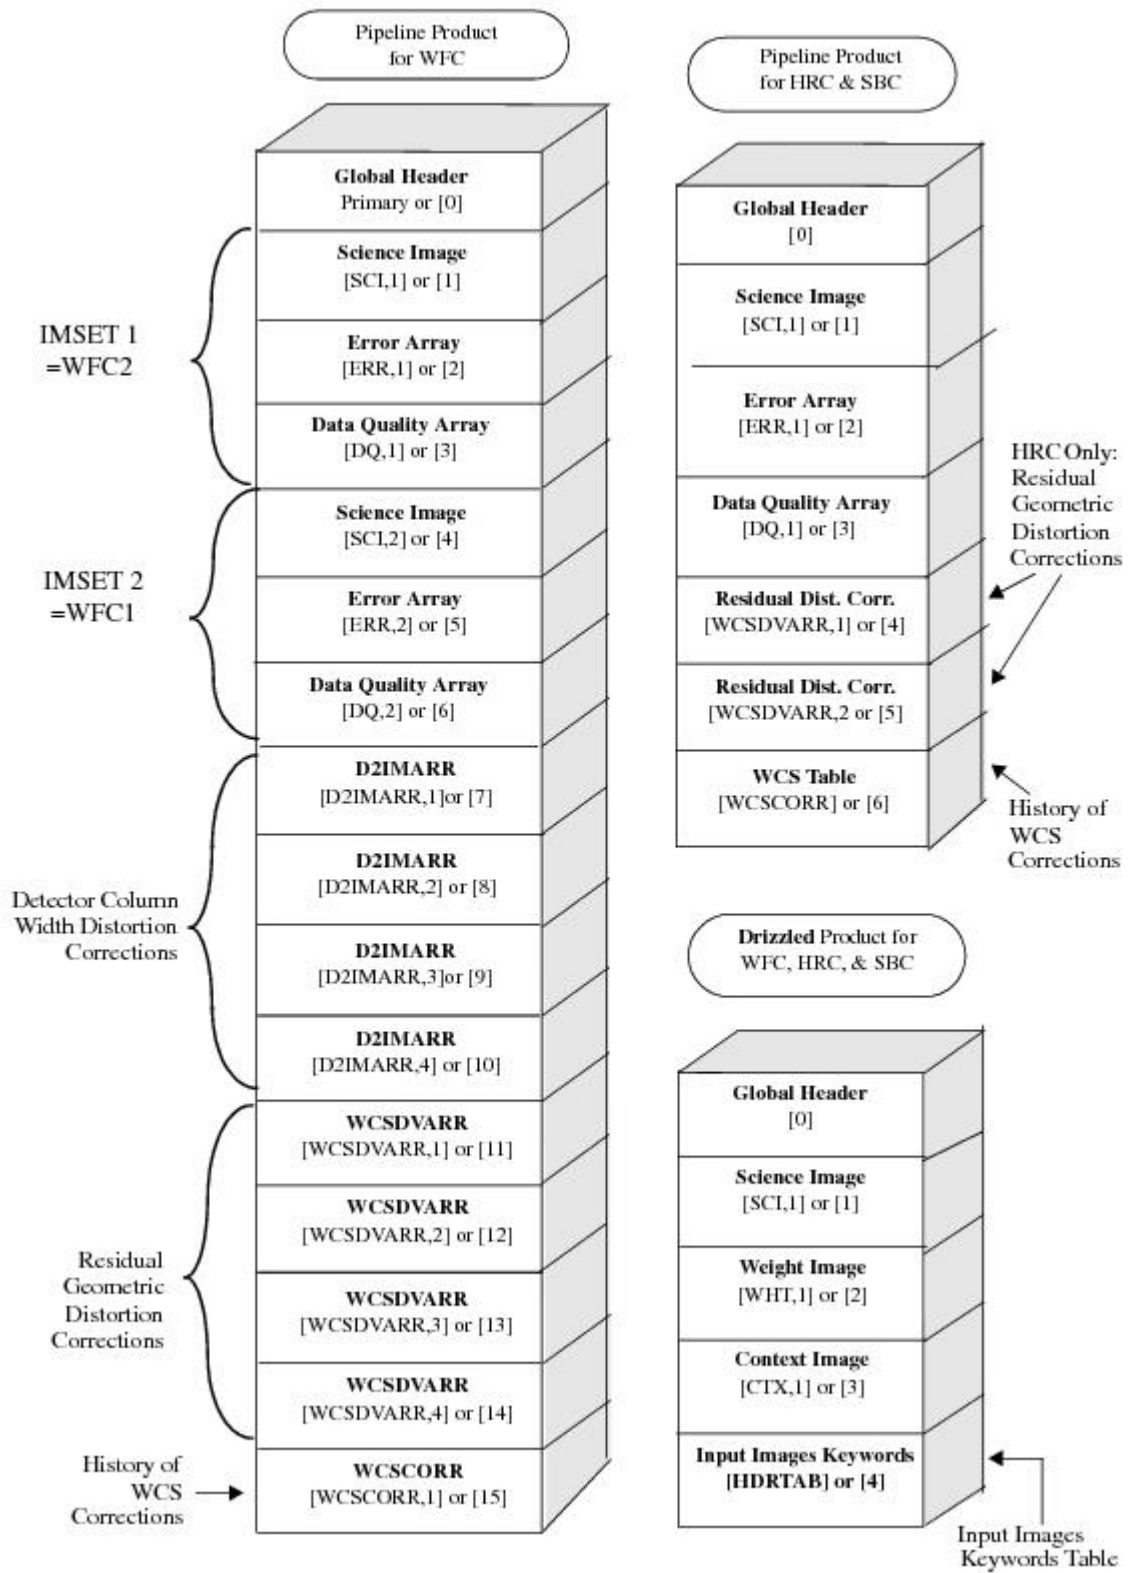 Pipeline Product
for WFC
Global Header
Primary or [0]
Science Image
[SCI,1] or [1]
Error Array
[ERR,1] or [2]
Data Quality Array
[DQ,1] or [3]
IMSET 1
=WFC2
Science Image
[SCI,2] or [4]
Error Array
[ERR,2] or [5]
Data Quality Array
[DQ,2] or [6]
IMSET 2
=WFC1
D2IMARR
[D2IMARR,1]or [7]
D2IMARR
[D2IMARR,2] or [8]
D2IMARR
[D2IMARR,3]or [9]
D2IMARR
[D2IMARR,4] or [10]
Detector Column
Width Distortion
Corrections
WCSDVARR
[WCSDVARR,1] or [11]
WCSDVARR
[WCSDVARR,2] or [12]
WCSDVARR
[WCSDVARR,3] or [13]
WCSDVARR
[WCSDVARR,4] or [14]
Residual
Geometric
Distortion
Corrections
WCSCORR
[WCSCORR,1] or [15]
History of
WCS
Corrections
Pipeline Product
for HRC & SBC
Global Header
[0]
Science Image
[SCI,1] or [1]
Error Array
[ERR,1] or [2]
Data Quality Array
[DQ,1] or [3]
Residual Dist. Corr.
[WCSDVARR,1] or [4]
Residual Dist. Corr.
[WCSDVARR,2 or [5]
HRC Only:
Residual
Geometric
Distortion
Corrections
WCS Table
[WCSCORR] or [6]
History of
WCS
Corrections
Drizzled Product for
WFC, HRC, & SBC
Global Header
[0]
Science Image
[SCI,1] or [1]
Weight Image
[WHT,1] or [2]
Context Image
[CTX,1] or [3]
Input Images Keywords
[HDRTAB] or [4]
Input Images
Keywords Table